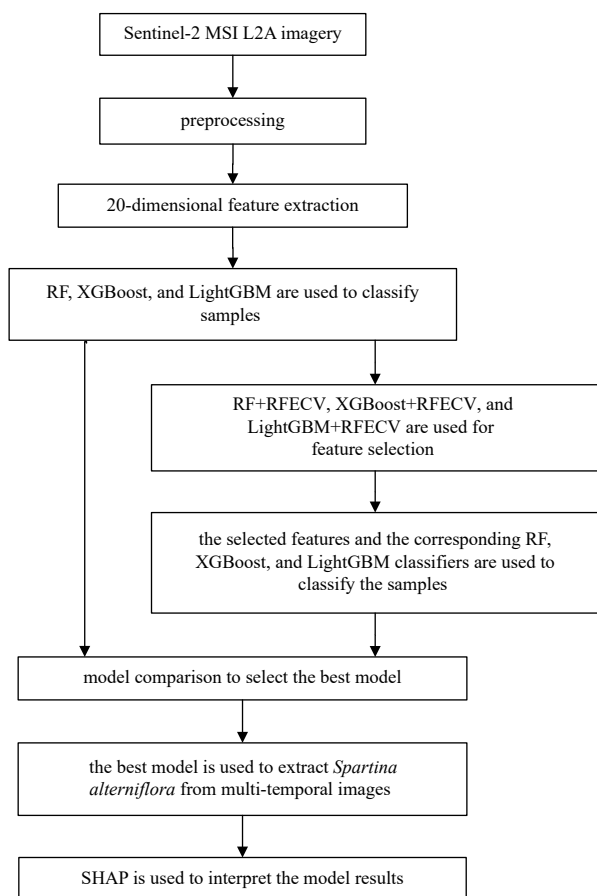 Sentinel-2 MSI L2A imagery
preprocessing
20-dimensional feature extraction
RF, XGBoost, and LightGBM are used to classify
samples
RF+RFECV, XGBoost+RFECV, and
LightGBM+RFECV are used for
feature selection
the selected features and the corresponding RF,
XGBoost, and LightGBM classifiers are used to
classify the samples
model comparison to select the best model
the best model is used to extract Spartina
alterniflora from multi-temporal images
SHAP is used to interpret the model results